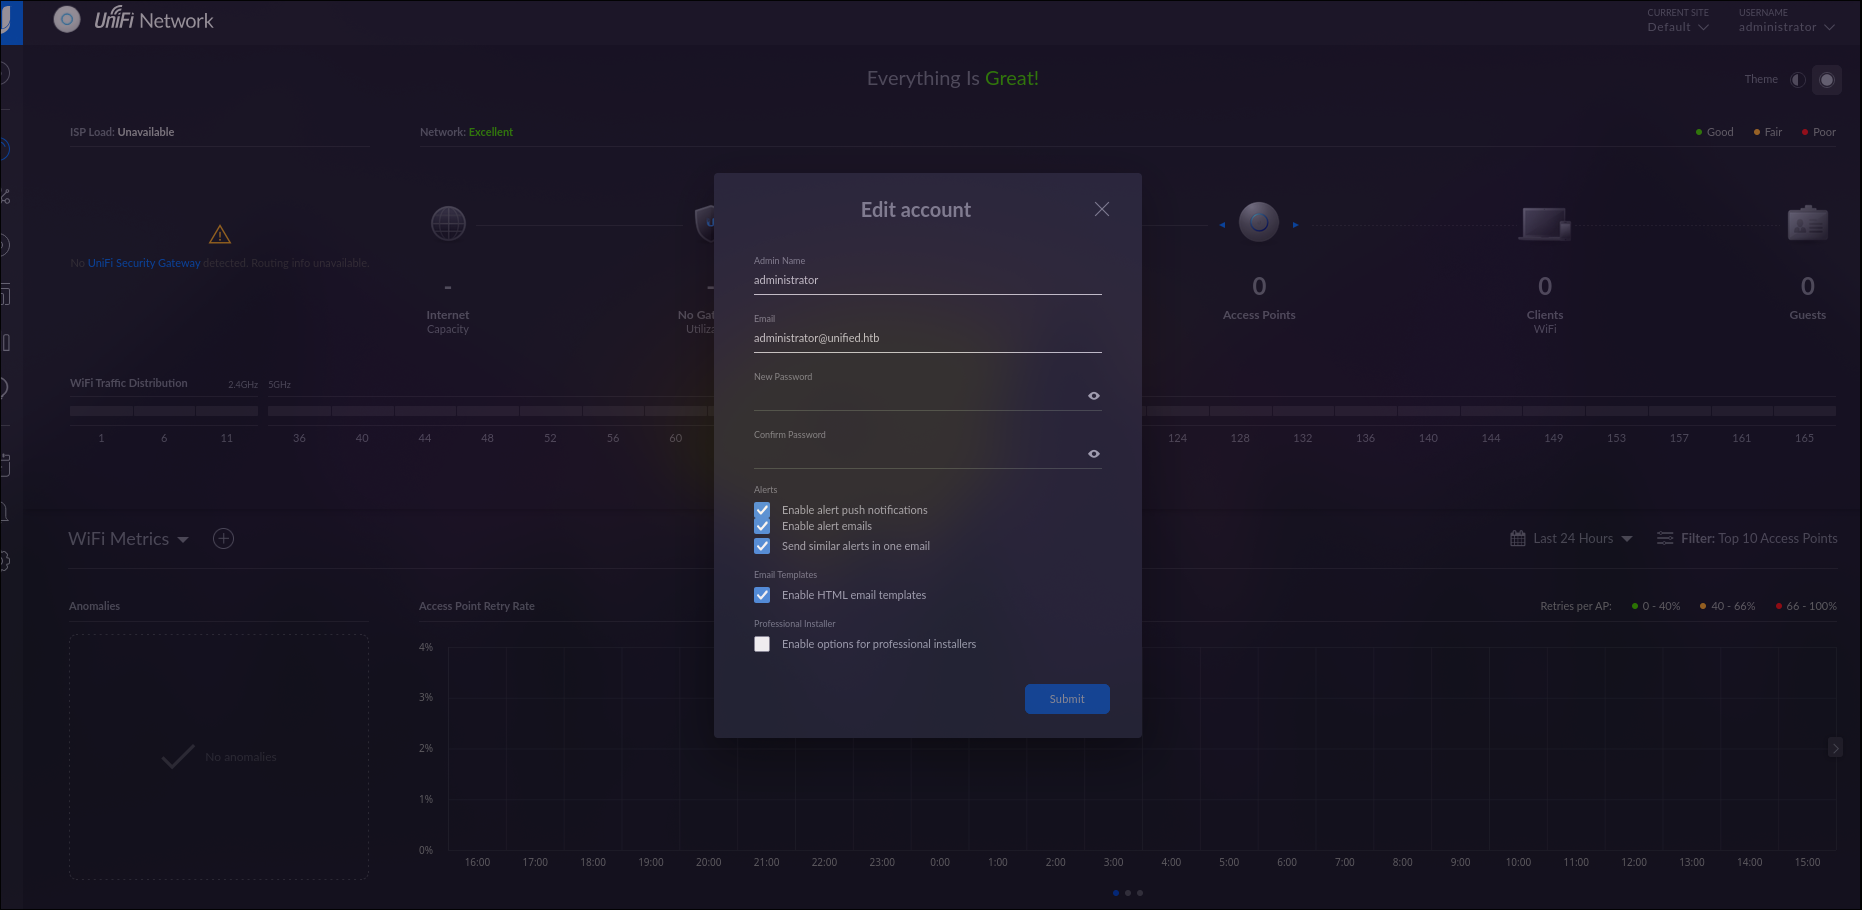 UniFi Network
CURRENT SITE
Default
USERNAME
administrator
Everything Is Great!
Theme
ISP Load: Unavailable
Network: Excellent
Good
Fair
Poor
No UniFi Security Gateway detected. Routing info unavailable.
-
Internet
Capacity
-
No Gat
Utiliza
0
Access Points
0
Clients
WiFi
0
Guests
Edit account
Admin Name
administrator
Email
administrator@unified.htb
New Password
Confirm Password
Alerts
Enable alert push notifications
Enable alert emails
Send similar alerts in one email
Email Templates
Enable HTML email templates
Professional Installer
Enable options for professional installers
Submit
WiFi Traffic Distribution
2.4GHz
5GHz
1 6 11 36 40 44 48 52 56 60 124 128 132 136 140 144 149 153 157 161 165
WiFi Metrics
Last 24 Hours
Filter: Top 10 Access Points
Anomalies
No anomalies
Access Point Retry Rate
Retries per AP:
0 - 40%
40 - 66%
66 - 100%
4%
3%
2%
1%
0%
16:00 17:00 18:00 19:00 20:00 21:00 22:00 23:00 0:00 1:00 2:00 3:00 4:00 5:00 6:00 7:00 8:00 9:00 10:00 11:00 12:00 13:00 14:00 15:00